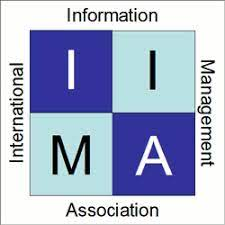 Information
International
I I
Management
M A
Association